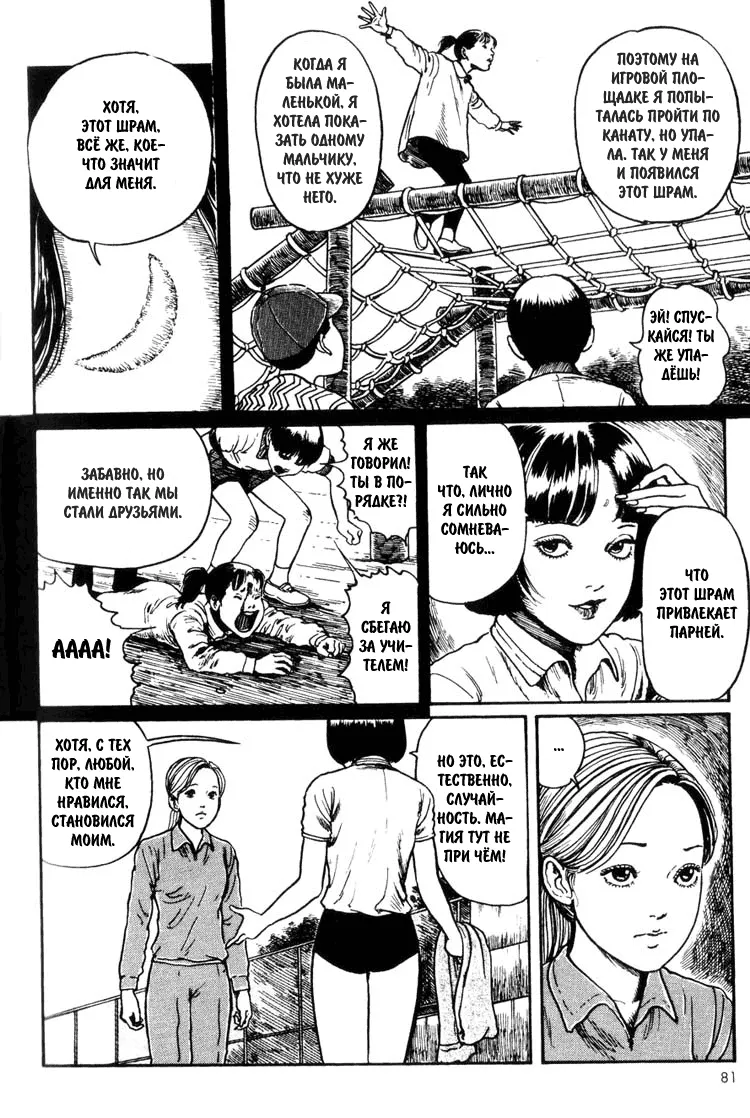 ХОТЯ,
ЭТОТ ШРАМ,
ВСЁ ЖЕ, КОЕ-
ЧТО ЗНАЧИТ
ДЛЯ МЕНЯ.
КОГДА Я
БЫЛА МА-
ЛЕНЬКОЙ, Я
ХОТЕЛА ПОКА-
ЗАТЬ ОДНОМУ
МАЛЬЧИКУ,
ЧТО НЕ ХУЖЕ
НЕГО.
ПОЭТОМУ НА
ИГРОВОЙ ПЛО-
ЩАДКЕ Я ПОПЫ-
ТАЛАСЬ ПРОЙТИ ПО
КАНАТУ, НО УПА-
ЛА. ТАК У МЕНЯ
И ПОЯВИЛСЯ
ЭТОТ ШРАМ.
ЭЙ! СПУС-
КАЙСЯ! ТЫ
ЖЕ УПА-
ДЁШЬ!
ЗАБАВНО, НО
ИМЕННО ТАК МЫ
СТАЛИ ДРУЗЬЯМИ.
Я ЖЕ
ГОВОРИЛ!
ТЫ В ПО-
РЯДКЕ?!
АААА!
Я
СБЕГАЮ
ЗА УЧИ-
ТЕЛЕМ!
ТАК
ЧТО, ЛИЧНО
Я СИЛЬНО
СОМНЕВА-
ЮСЬ...
ЧТО
ЭТОТ ШРАМ
ПРИВЛЕКАЕТ
ПАРНЕЙ.
ХОТЯ, С ТЕХ
ПОР, ЛЮБОЙ,
КТО МНЕ
НРАВИЛСЯ,
СТАНОВИЛСЯ
МОИМ.
НО ЭТО, ЕС-
ТЕСТВЕННО,
СЛУЧАЙ-
НОСТЬ. МА-
ГИЯ ТУТ НЕ
ПРИ ЧЁМ!
...
81